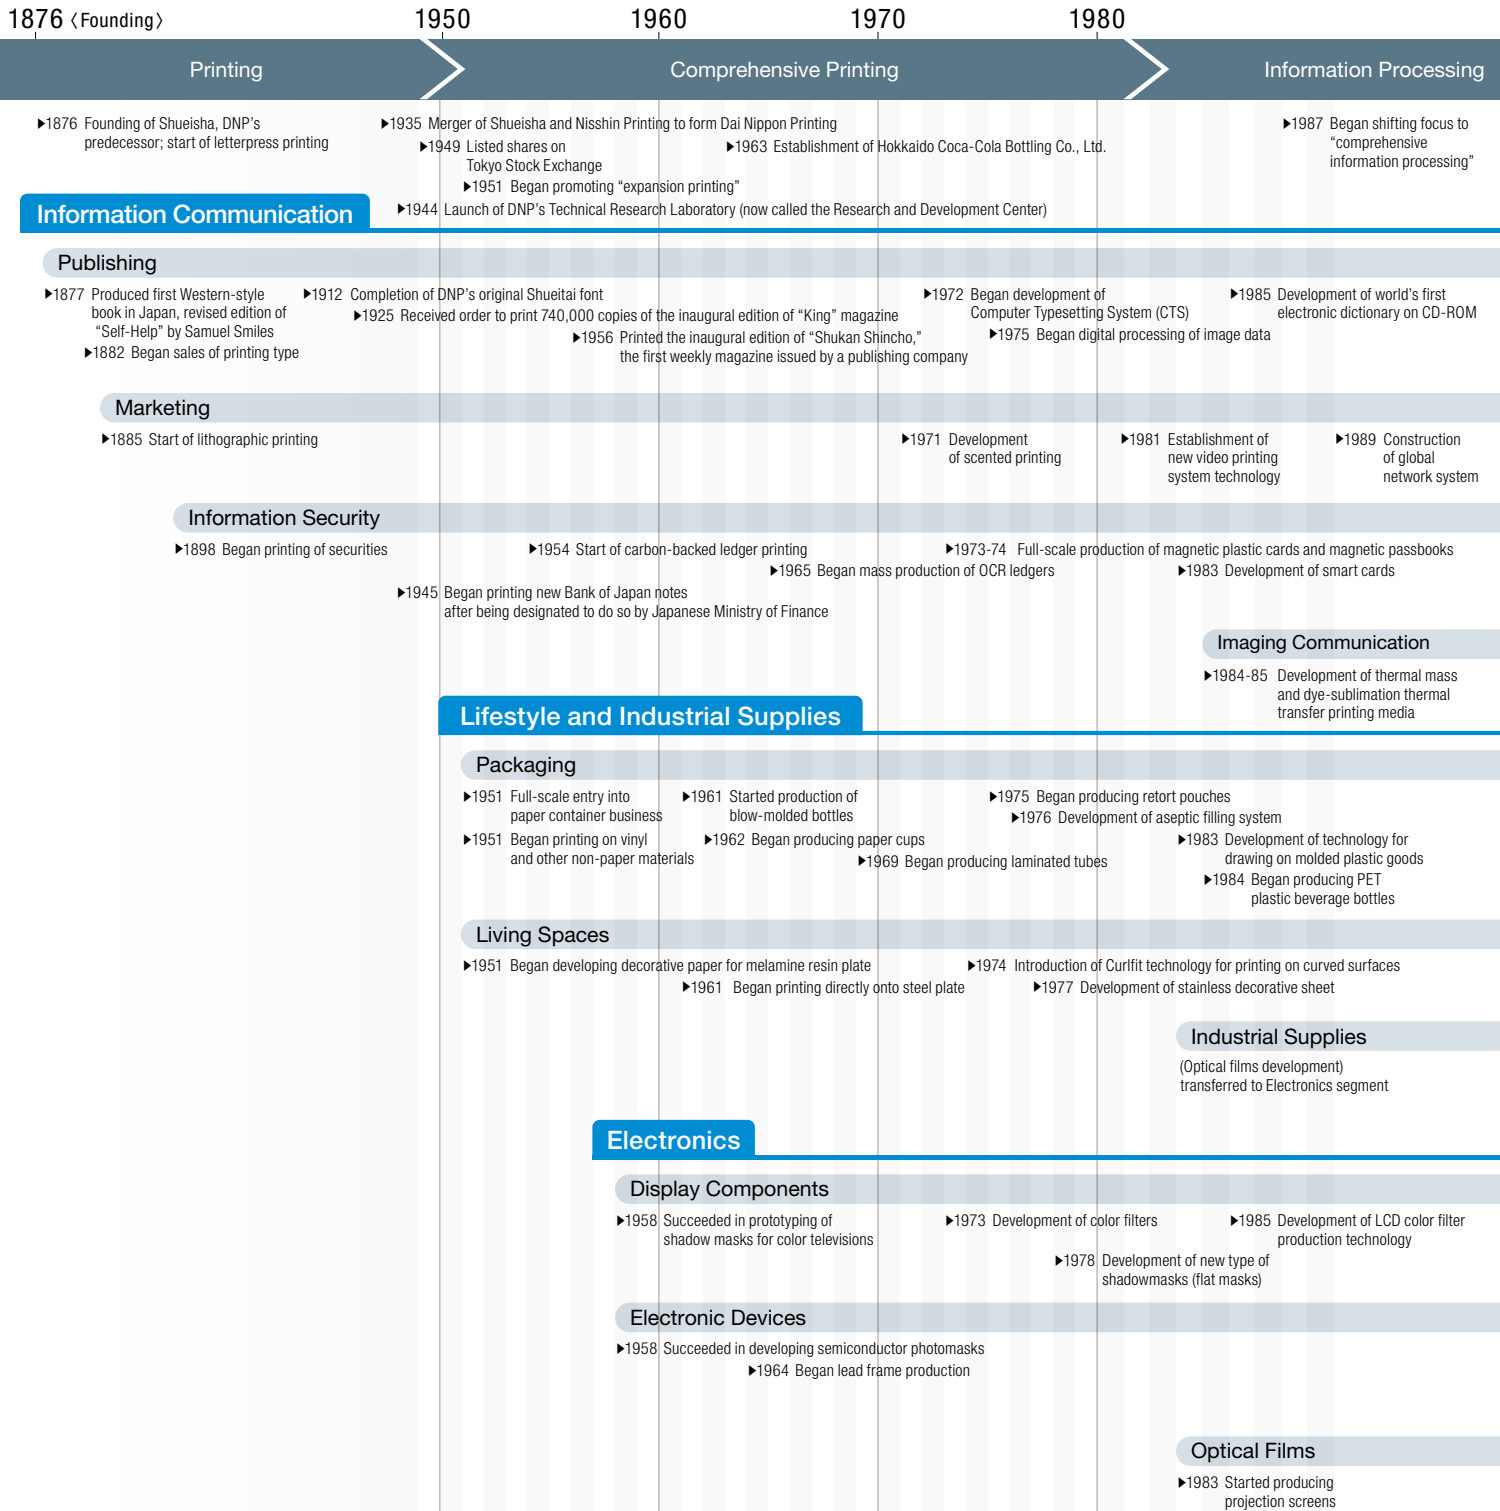 1876 〈Founding〉 1950 1960 1970 1980
Printing Comprehensive Printing Information Processing
▶1876 Founding of Shueisha, DNP's
predecessor; start of letterpress printing
▶1935 Merger of Shueisha and Nisshin Printing to form Dai Nippon Printing
▶1949 Listed shares on
Tokyo Stock Exchange
▶1963 Establishment of Hokkaido Coca-Cola Bottling Co., Ltd.
▶1951 Began promoting “expansion printing”
▶1944 Launch of DNP's Technical Research Laboratory (now called the Research and Development Center)
▶1987 Began shifting focus to
“comprehensive
information processing”
Information Communication
Publishing
▶1877 Produced first Western-style
book in Japan, revised edition of
“Self-Help” by Samuel Smiles
▶1882 Began sales of printing type
▶1912 Completion of DNP's original Shueitai font
▶1925 Received order to print 740,000 copies of the inaugural edition of “King” magazine
▶1956 Printed the inaugural edition of “Shukan Shincho,”
the first weekly magazine issued by a publishing company
▶1972 Began development of
Computer Typesetting System (CTS)
▶1975 Began digital processing of image data
▶1985 Development of world's first
electronic dictionary on CD-ROM
Marketing
▶1885 Start of lithographic printing
▶1971 Development
of scented printing
▶1981 Establishment of
new video printing
system technology
▶1989 Construction
of global
network system
Information Security
▶1898 Began printing of securities
▶1954 Start of carbon-backed ledger printing
▶1973-74 Full-scale production of magnetic plastic cards and magnetic passbooks
▶1965 Began mass production of OCR ledgers
▶1983 Development of smart cards
▶1945 Began printing new Bank of Japan notes
after being designated to do so by Japanese Ministry of Finance
Imaging Communication
▶1984-85 Development of thermal mass
and dye-sublimation thermal
transfer printing media
Lifestyle and Industrial Supplies
Packaging
▶1951 Full-scale entry into
paper container business
▶1951 Began printing on vinyl
and other non-paper materials
▶1961 Started production of
blow-molded bottles
▶1962 Began producing paper cups
▶1969 Began producing laminated tubes
▶1975 Began producing retort pouches
▶1976 Development of aseptic filling system
▶1983 Development of technology for
drawing on molded plastic goods
▶1984 Began producing PET
plastic beverage bottles
Living Spaces
▶1951 Began developing decorative paper for melamine resin plate
▶1961 Began printing directly onto steel plate
▶1974 Introduction of Curlfit technology for printing on curved surfaces
▶1977 Development of stainless decorative sheet
Industrial Supplies
(Optical films development)
transferred to Electronics segment
Electronics
Display Components
▶1958 Succeeded in prototyping of
shadow masks for color televisions
▶1973 Development of color filters
▶1978 Development of new type of
shadowmasks (flat masks)
▶1985 Development of LCD color filter
production technology
Electronic Devices
▶1958 Succeeded in developing semiconductor photomasks
▶1964 Began lead frame production
Optical Films
▶1983 Started producing
projection screens